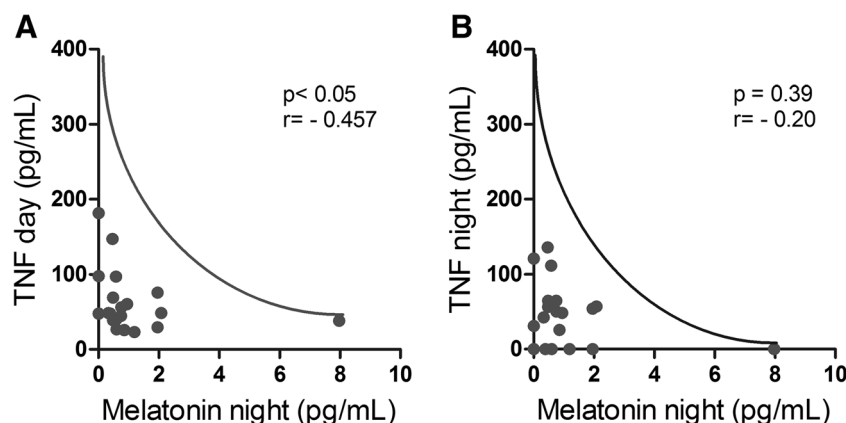 A
TNF day (pg/mL)
400
300
200
100
0
p< 0.05
r= - 0.457
0 2 4 6 8 10
Melatonin night (pg/mL)
B
TNF night (pg/mL)
400
300
200
100
0
p = 0.39
r= - 0.20
0 2 4 6 8 10
Melatonin night (pg/mL)